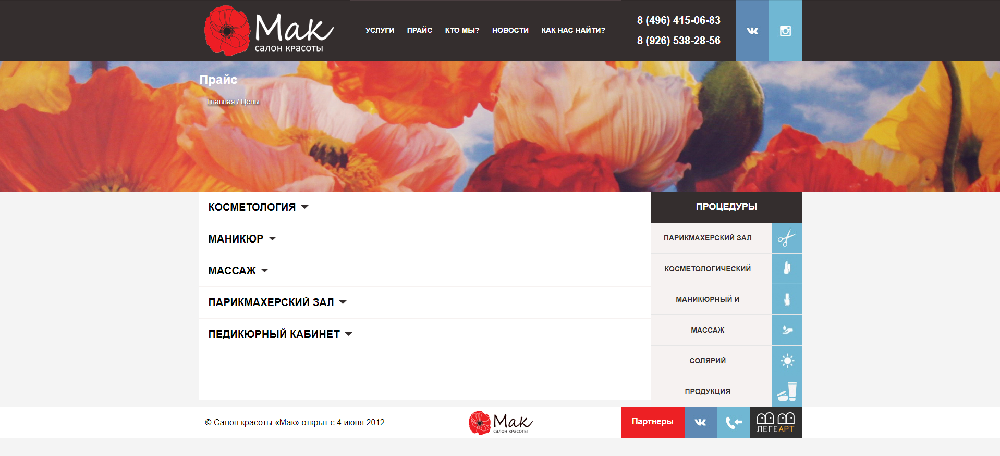 Мак
салон красоты
УСЛУГИ ПРАЙС КТО МЫ? НОВОСТИ КАК НАС НАЙТИ?
8 (496) 415-06-83
8 (926) 538-28-56
Прайс
Главная / Цены
КОСМЕТОЛОГИЯ
МАНИКЮР
МАССАЖ
ПАРИКМАХЕРСКИЙ ЗАЛ
ПЕДИКЮРНЫЙ КАБИНЕТ
ПРОЦЕДУРЫ
ПАРИКМАХЕРСКИЙ ЗАЛ
КОСМЕТОЛОГИЧЕСКИЙ
МАНИКЮРНЫЙ И
МАССАЖ
СОЛЯРИЙ
ПРОДУКЦИЯ
© Салон красоты «Мак» открыт с 4 июля 2012
Мак
салон красоты
Партнеры
ЛЕГЕАРТ